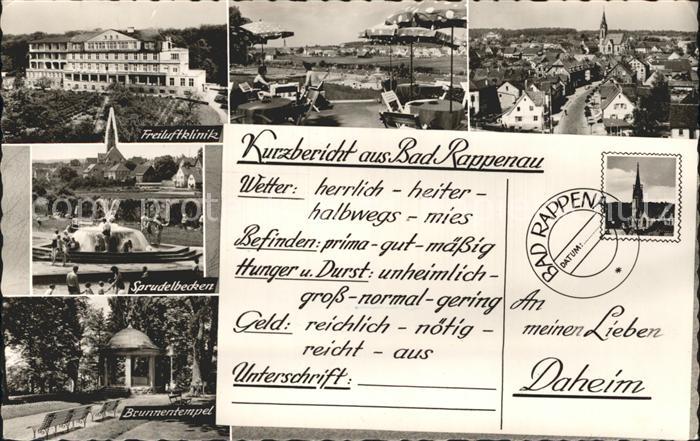 Freiluftklinik
Sprudelbecken
Brunnentempel
Kurzbericht aus Bad Rappenau
Wetter: herrlich - heiter -
halbwegs - mies
Befinden: prima - gut - mäßig
Hunger u. Durst: unheimlich -
groß - normal - gering
Geld: reichlich - nötig -
reicht - aus
Unterschrift:
BAD RAPPENA
DATUM:
An
meinen Lieben
Daheim